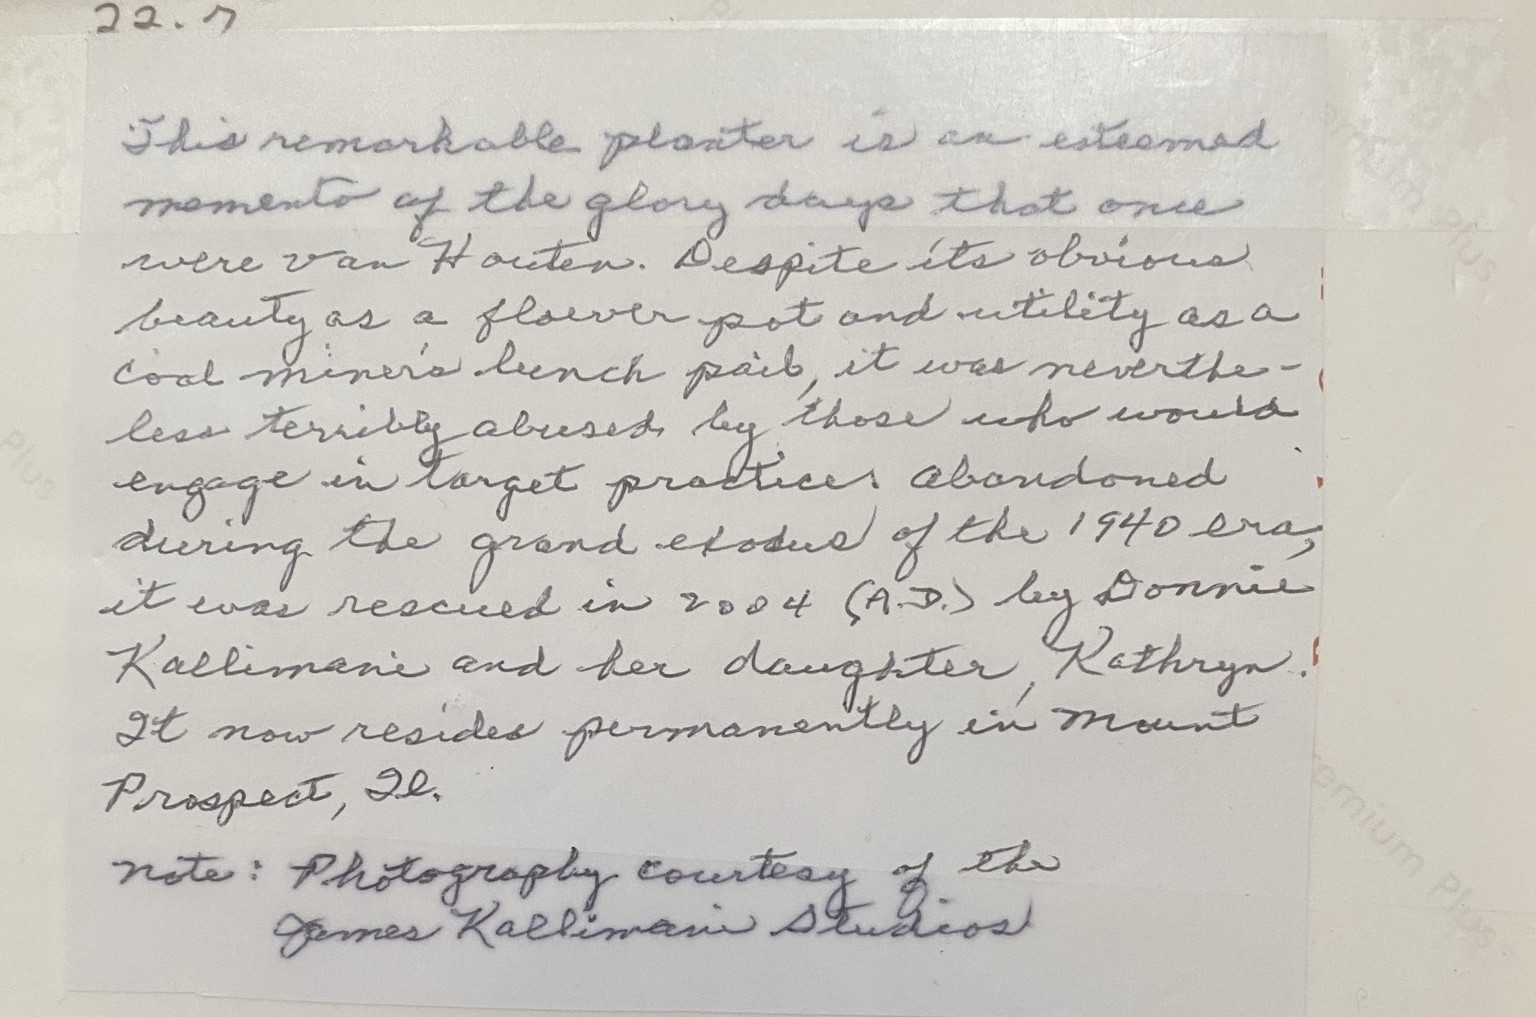 22.7
This remarkable planter is an esteemed
memento of the glory days that once
were Van Houten. Despite its obvious
beauty as a flower pot and utility as a
coal miner's lunch pail, it was neverthe-
less terribly abused by those who would
engage in target practice. Abandoned
during the grand exodus of the 1940 era,
it was rescued in 2004 (A.D.) by Donnie
Kallimani and her daughter, Kathryn.
It now resides permanently in Mount
Prospect, Il.
Note: Photography courtesy of the
James Kallimani Studios
Plus
emium Plus
Premium Plus